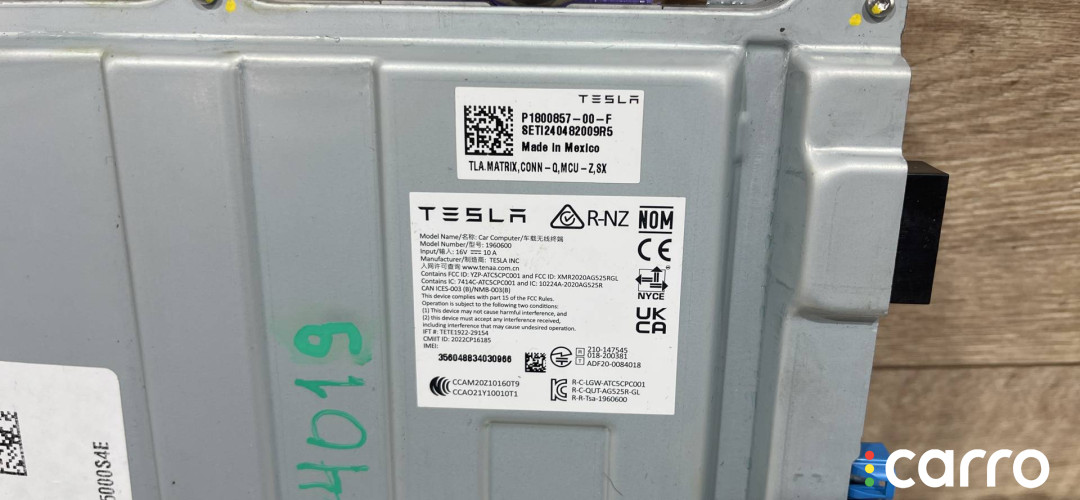 TESLA
P1800857-00-F
SETI240482009R5
Made in Mexico
TLA.MATRIX,CONN-Q,MCU-Z,SX
TESLA R-NZ NOM
Model Name/名称: Car Computer/车载无线终端
Model Number/型号: 1960600
Input/输入: 16V 10 A
Manufacturer/制造商: TESLA INC
入网许可查询 www.tenaa.com.cn
Contains FCC ID: YZP-ATC5CPC001 and FCC ID: XMR2020AG525RGL
Contains IC: 7414C-ATC5CPC001 and IC: 10224A-2020AG525R
CAN ICES-003 (B)/NMB-003(B)
This device complies with part 15 of the FCC Rules.
Operation is subject to the following two conditions:
(1) This device may not cause harmful interference, and
(2) this device must accept any interference received,
including interference that may cause undesired operation.
IFT #: TETE1922-29154
CMIIT ID: 2022CP16185
IMEI:
356048834030966
CE
NYCE
UK
CA
R 210-147545
018-200381
T ADF20-0084018
CCAM20Z10160T9
CCAO21Y10010T1
R-C-LGW-ATC5CPC001
R-C-QUT-AG525R-GL
R-R-Tsa-1960600
4019
5000S4E
carro